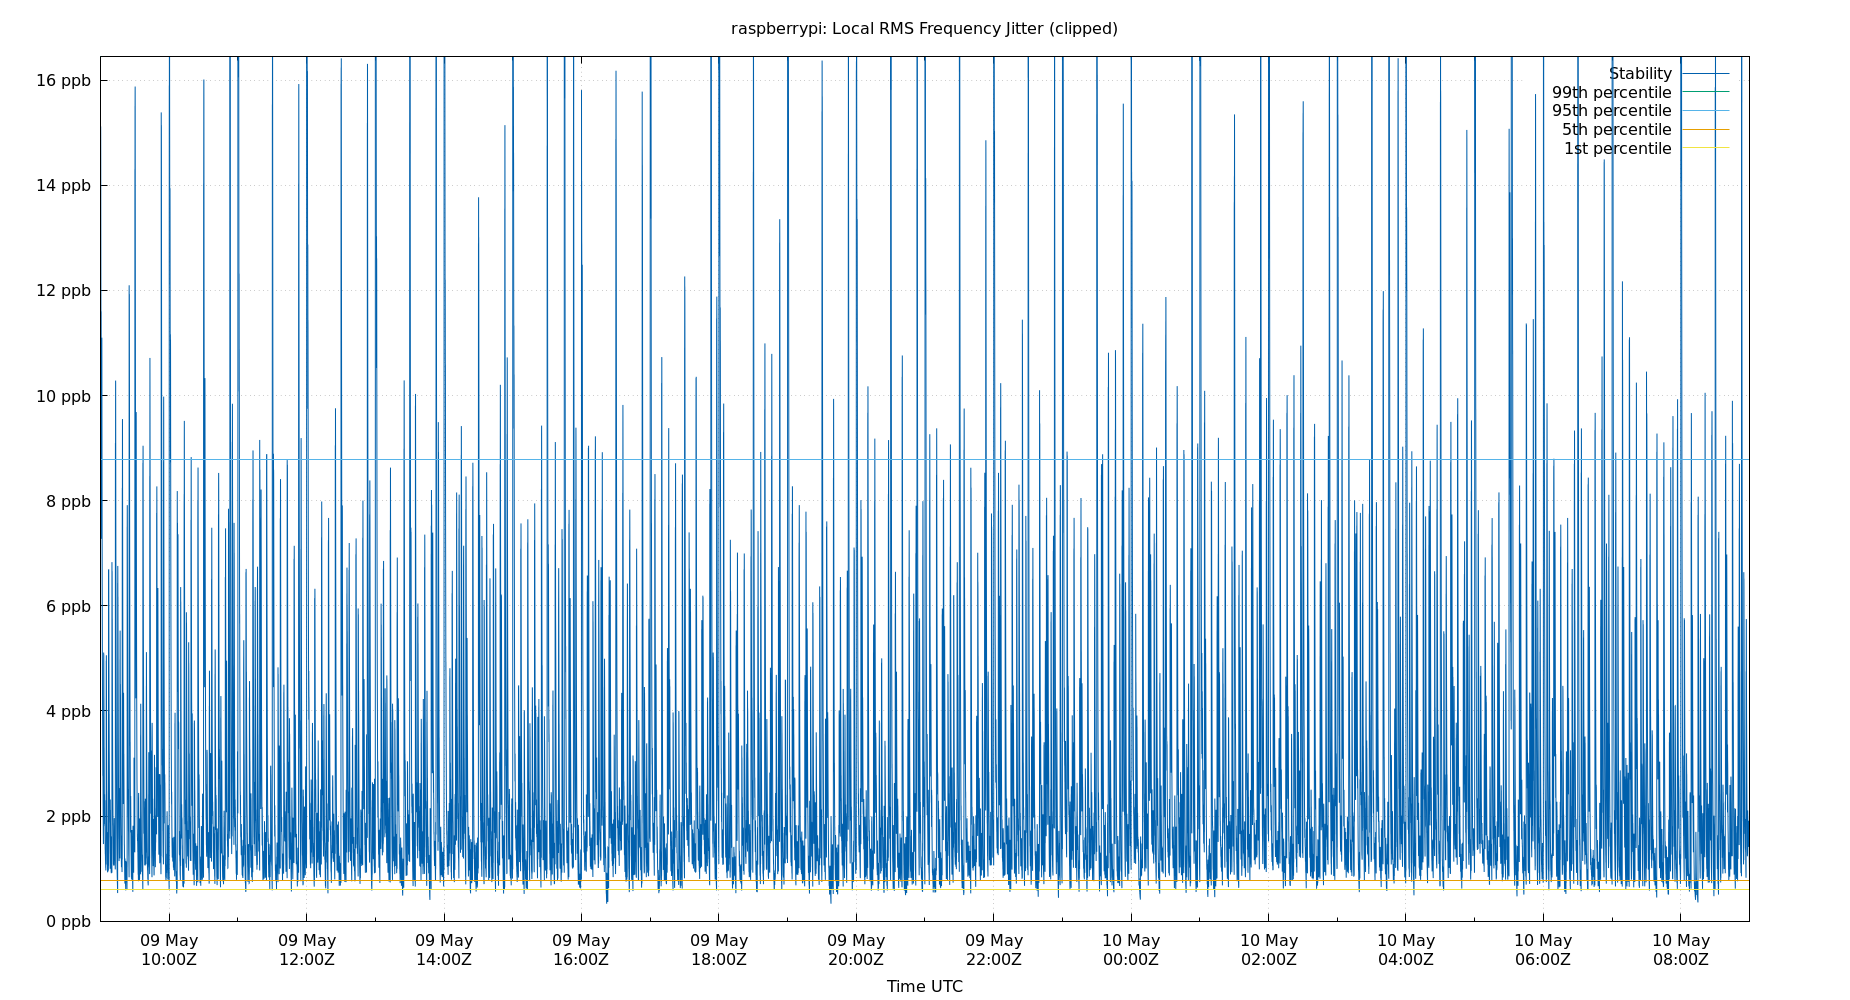 raspberrypi: Local RMS Frequency Jitter (clipped)
Stability
99th percentile
95th percentile
5th percentile
1st percentile
16 ppb
14 ppb
12 ppb
10 ppb
8 ppb
6 ppb
4 ppb
2 ppb
0 ppb
09 May 09 May 09 May 09 May 09 May 09 May 09 May 10 May 10 May 10 May 10 May 10 May
10:00Z 12:00Z 14:00Z 16:00Z 18:00Z 20:00Z 22:00Z 00:00Z 02:00Z 04:00Z 06:00Z 08:00Z
Time UTC